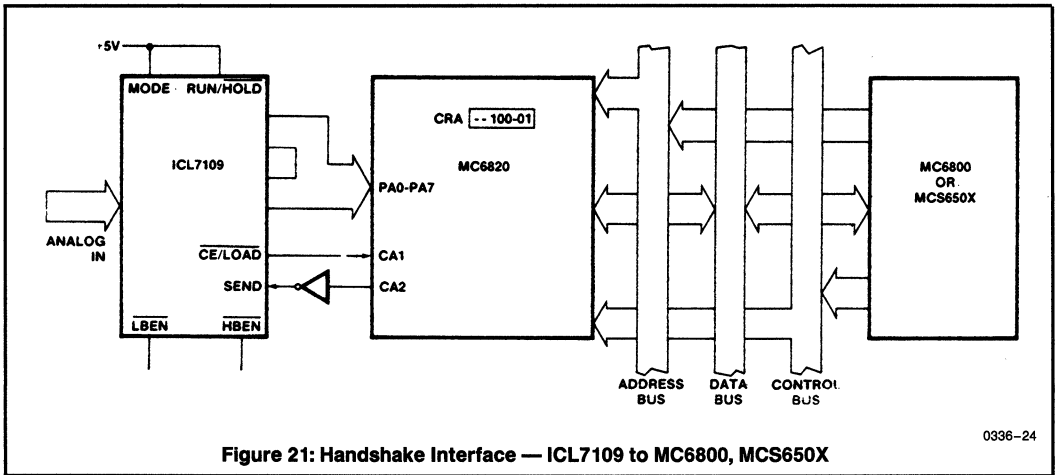 +5V
MODE RUN/HOLD
ICL7109
ANALOG
IN
CE/LOAD
SEND
LBEN HBEN
CRA - - 100-01
MC6820
PA0-PA7
CA1
CA2
MC6800
OR
MCS650X
ADDRESS
BUS
DATA
BUS
CONTROL
BUS
0336-24
Figure 21: Handshake Interface — ICL7109 to MC6800, MCS650X